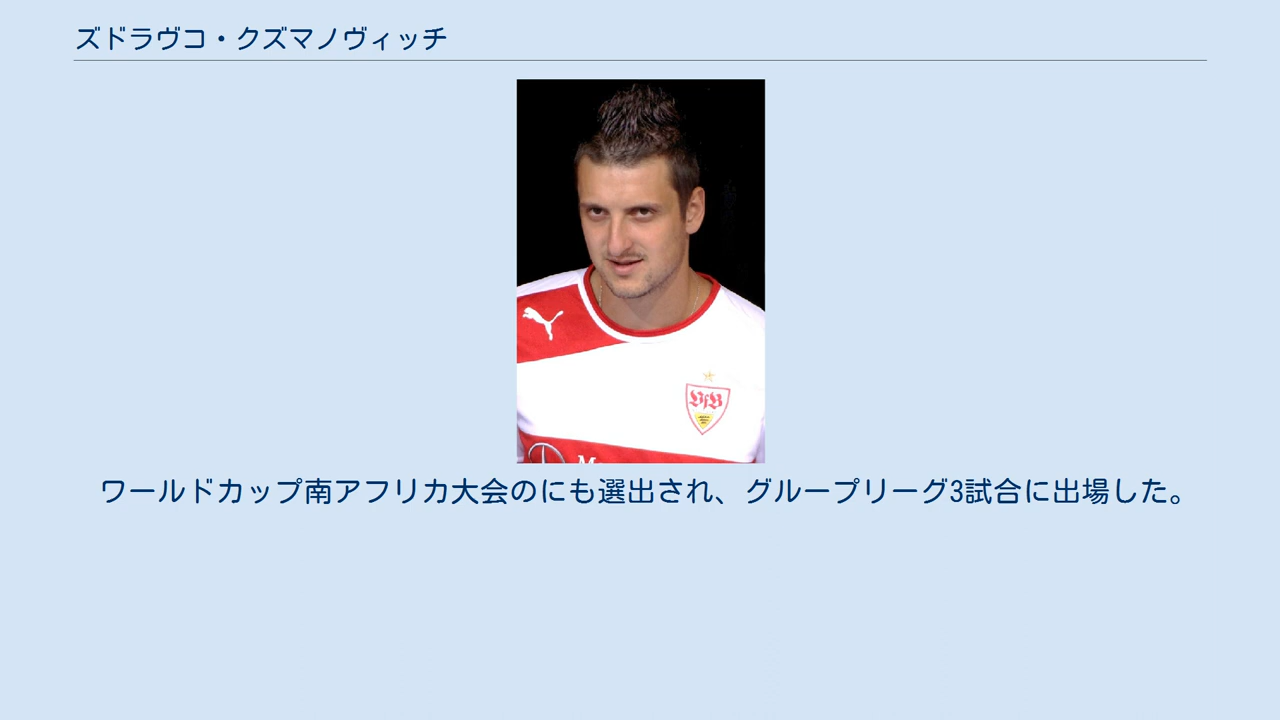 ズドラヴコ・クズマノヴィッチ
VfB
ワールドカップ南アフリカ大会のにも選出され、グループリーグ3試合に出場した。